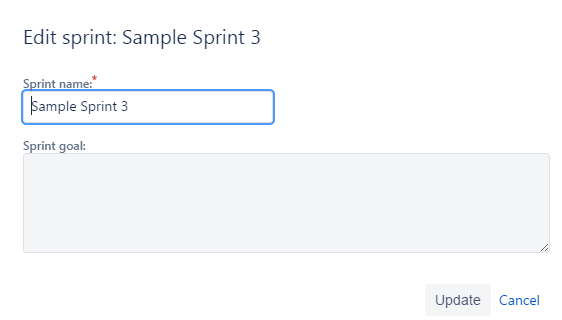 Edit sprint: Sample Sprint 3
Sprint name:*
Sample Sprint 3
Sprint goal:
Update Cancel